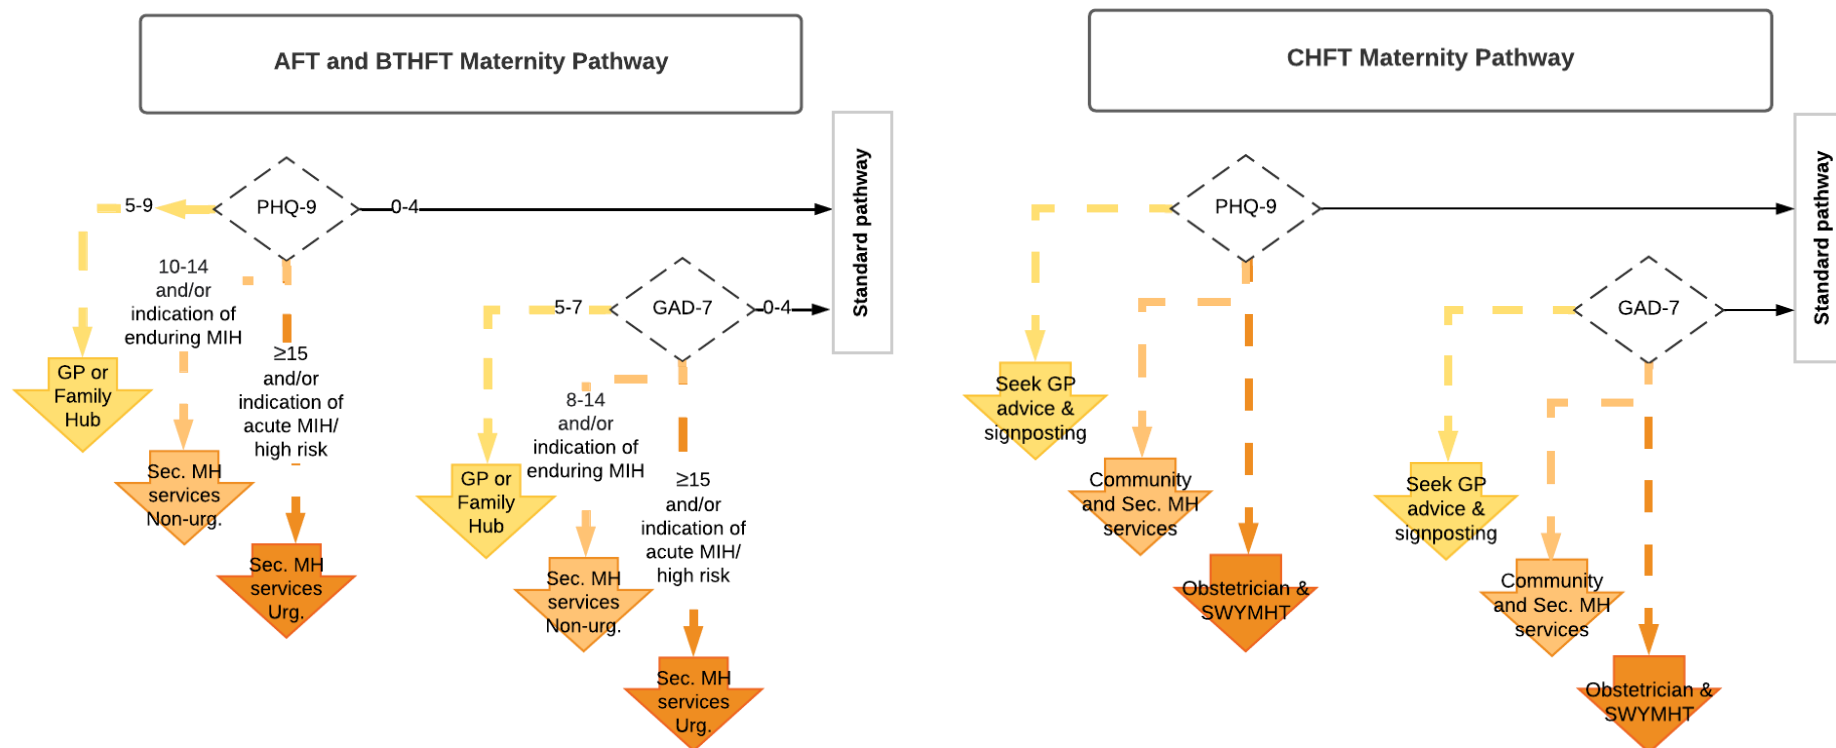 AFT and BTHFT Maternity Pathway
PHQ-9
0-4
5-9
10-14
and/or
indication of
enduring MIH
≥15
and/or
indication of
acute MIH/
high risk
GP or
Family
Hub
Sec. MH
services
Non-urg.
Sec. MH
services
Urg.
GAD-7
0-4
5-7
8-14
and/or
indication of
enduring MIH
≥15
and/or
indication of
acute MIH/
high risk
GP or
Family
Hub
Sec. MH
services
Non-urg.
Sec. MH
services
Urg.
Standard pathway
CHFT Maternity Pathway
PHQ-9
Seek GP
advice &
signposting
Community
and Sec. MH
services
Obstetrician &
SWYMHT
GAD-7
Seek GP
advice &
signposting
Community
and Sec. MH
services
Obstetrician &
SWYMHT
Standard pathway